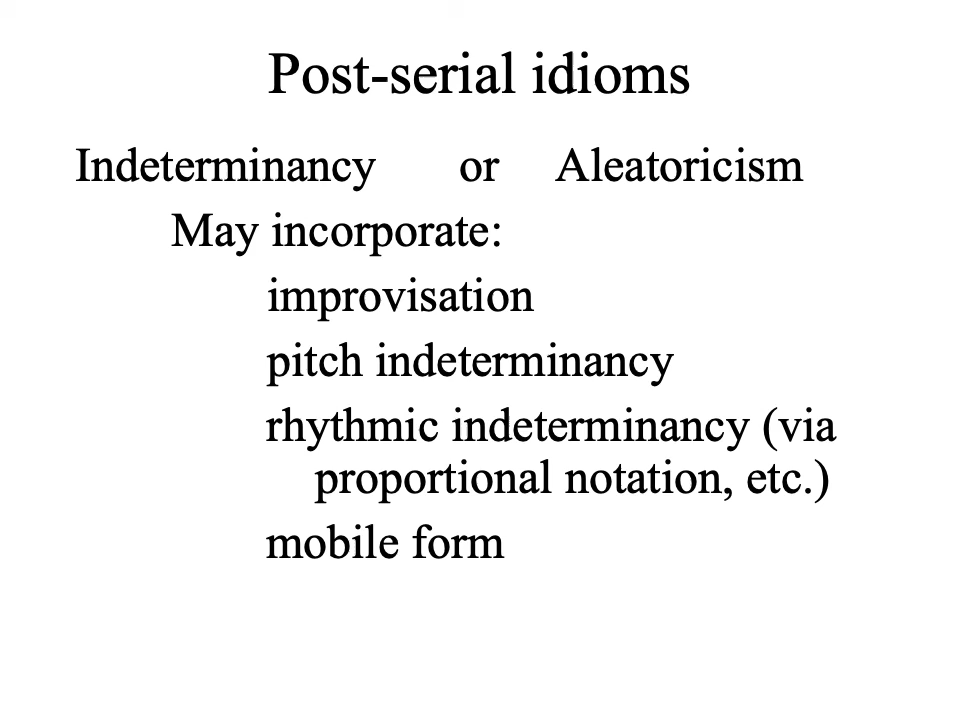 Post-serial idioms
Indeterminancy or Aleatoricism
May incorporate:
improvisation
pitch indeterminancy
rhythmic indeterminancy (via
proportional notation, etc.)
mobile form